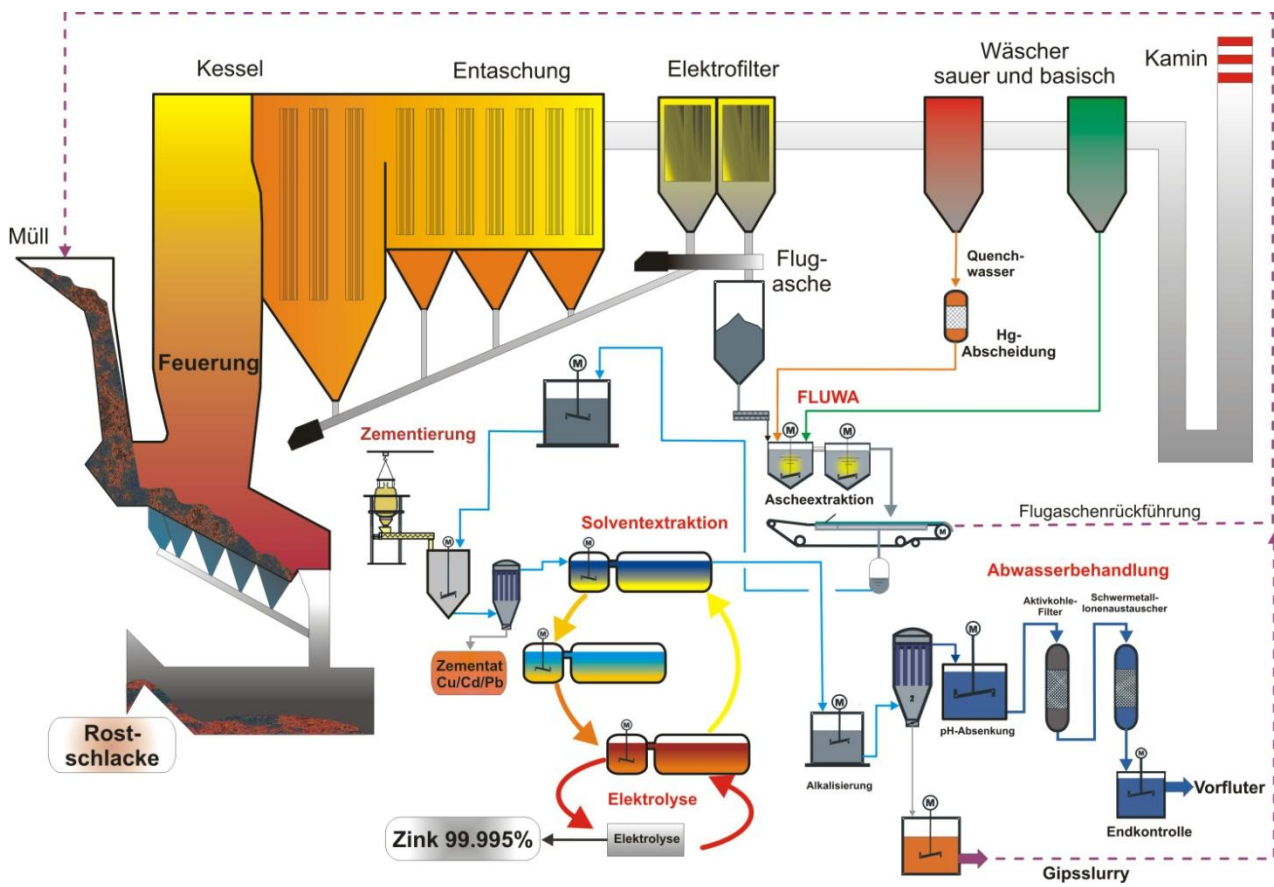 Kessel
Entaschung
Elektrofilter
Wäscher
sauer und basisch
Kamin
Müll
Feuerung
Flug-
asche
Quench-
wasser
Hg-
Abscheidung
FLUWA
M
M
M
Zementierung
Ascheextraktion
Solventextraktion
Flugaschenrückführung
M
M
M
Abwasserbehandlung
Aktivkohle-
Filter
Schwermetall-
Ionenaustauscher
M
M
Zementat
Cu/Cd/Pb
2
pH-Absenkung
Rost-
schlacke
M
M
Alkalisierung
M
Elektrolyse
Vorfluter
Endkontrolle
Zink 99.995%
Elektrolyse
M
Gipsslurry